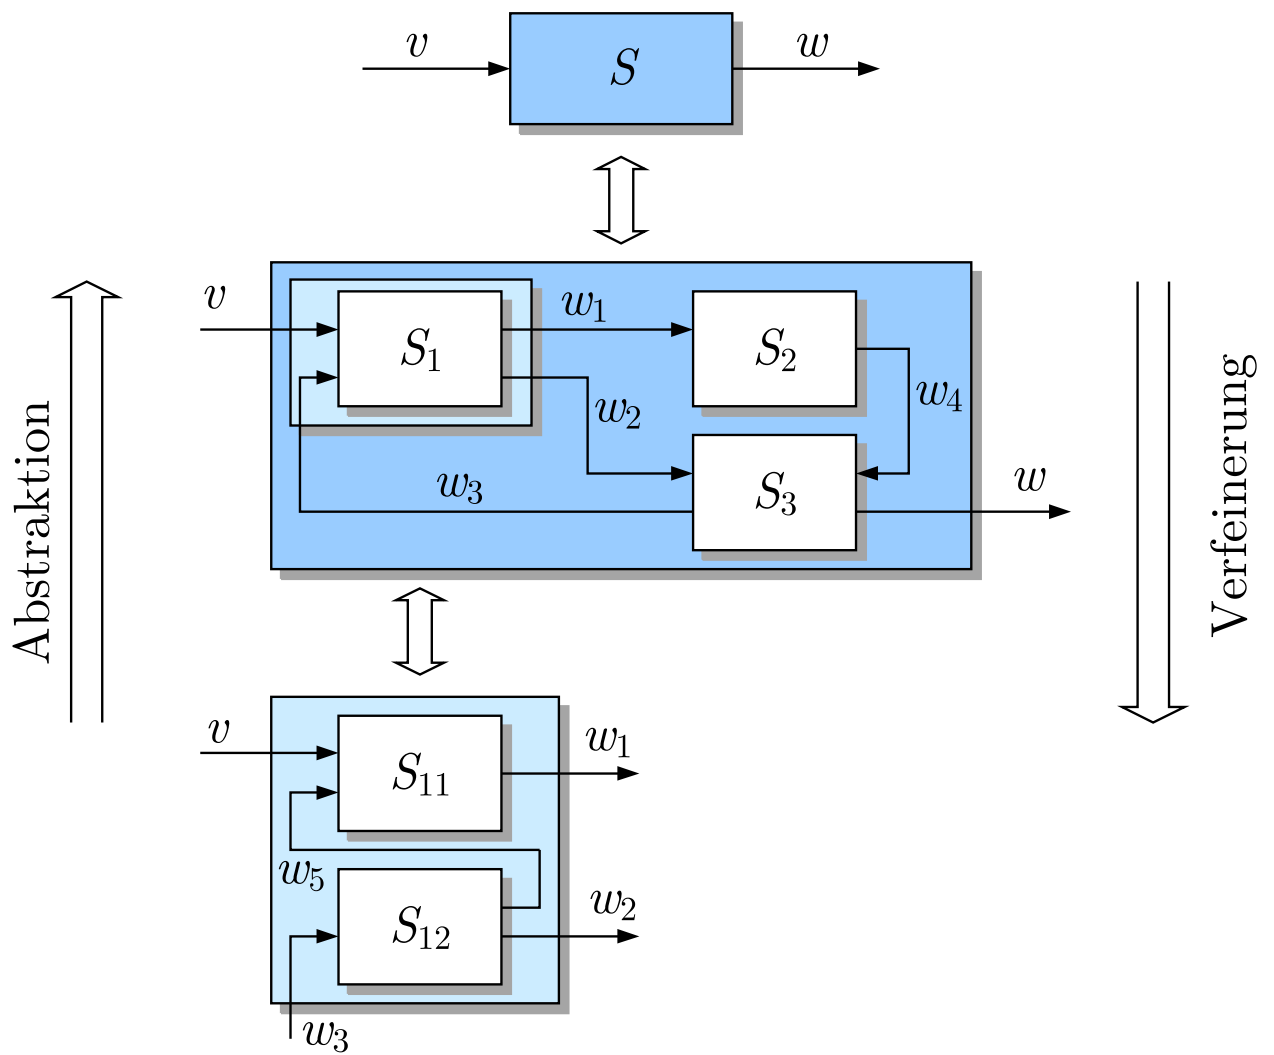 v
S
w
v
S₁
w₁
S₂
w₂
w₄
w₃
S₃
w
Abstraktion
Verfeinerung
v
S₁₁
w₁
w₅
S₁₂
w₂
w₃